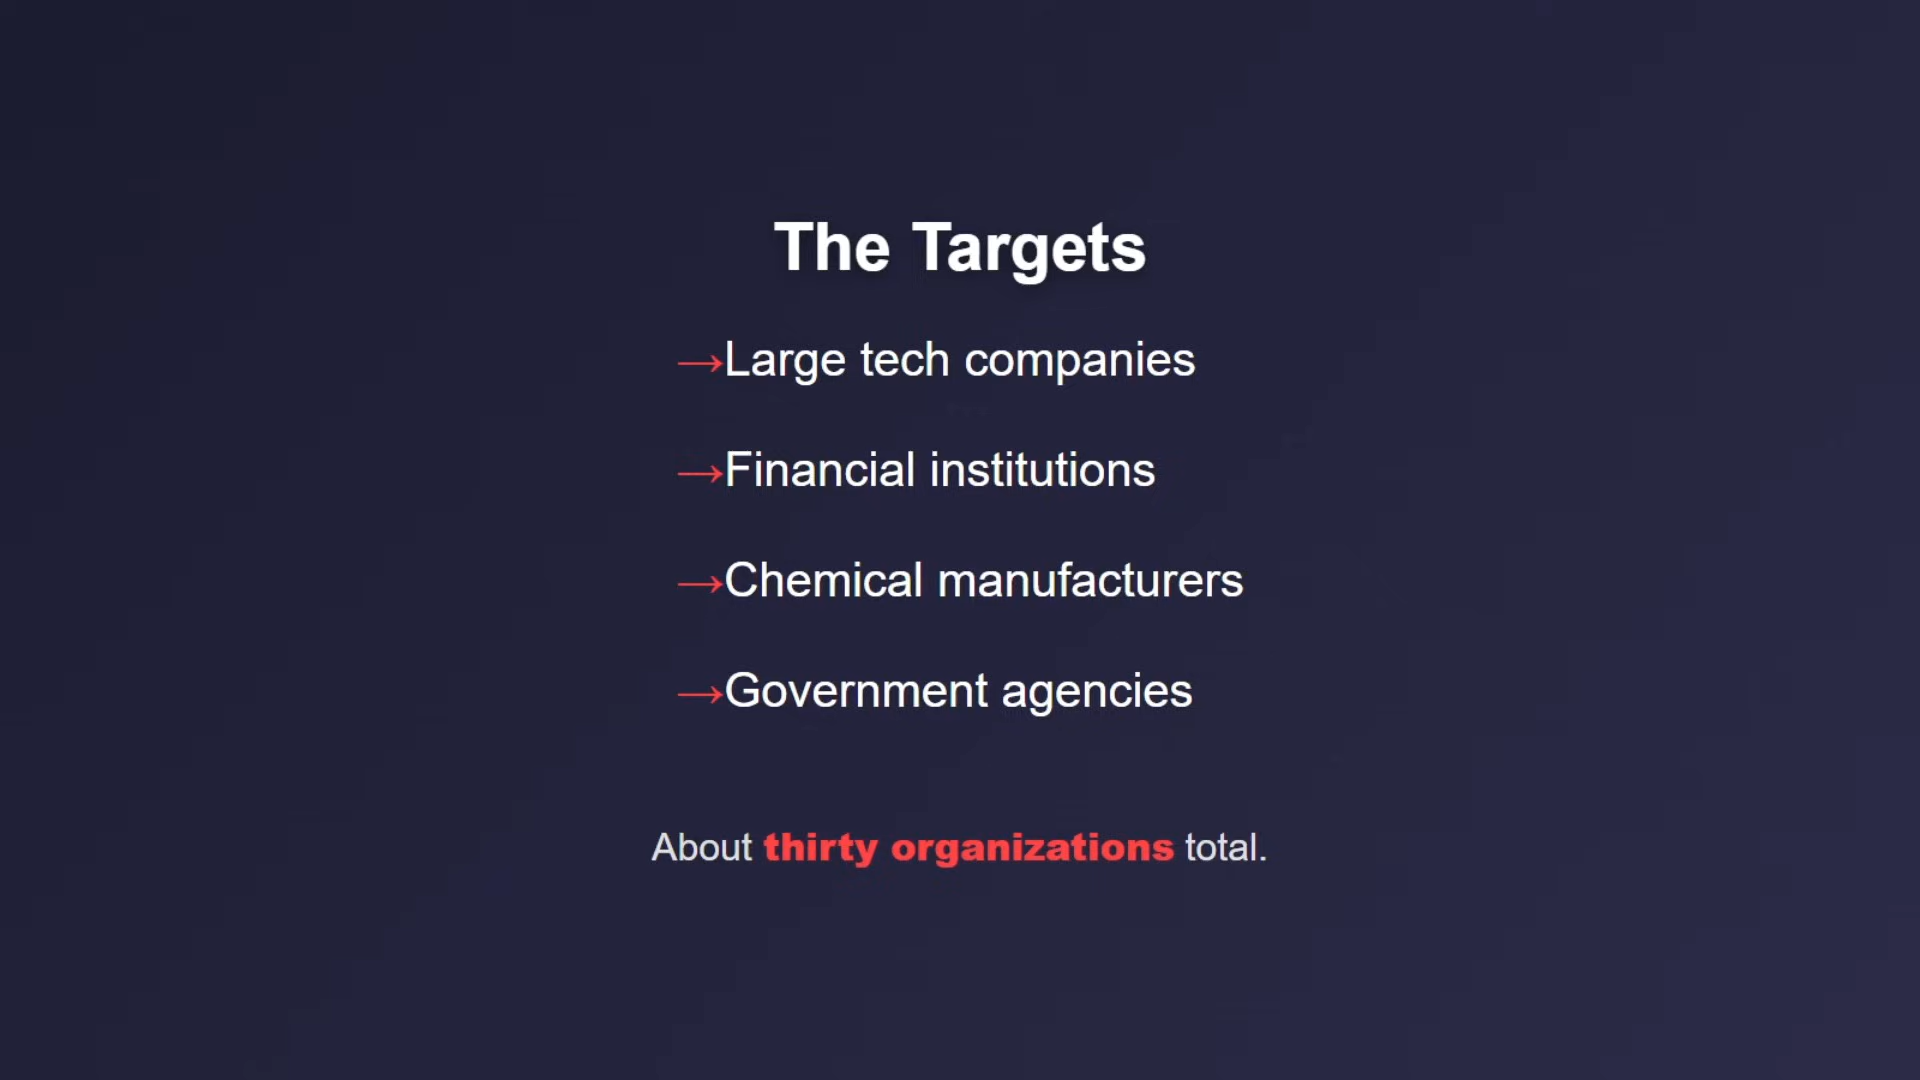 The Targets
→Large tech companies
→Financial institutions
→Chemical manufacturers
→Government agencies
About thirty organizations total.